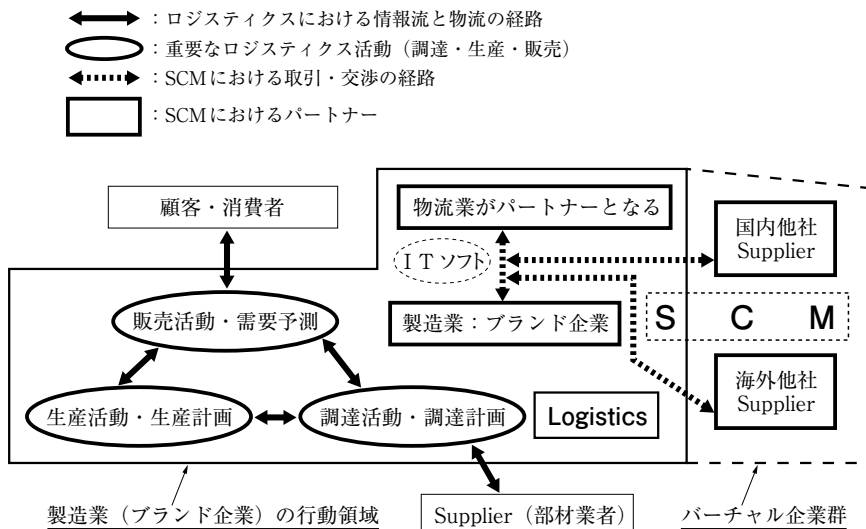 ：ロジスティクスにおける情報流と物流の経路
：重要なロジスティクス活動（調達・生産・販売）
：SCMにおける取引・交渉の経路
：SCMにおけるパートナー
顧客・消費者
物流業がパートナーとなる
国内他社
Supplier
ITソフト
販売活動・需要予測
製造業：ブランド企業
S C M
生産活動・生産計画
調達活動・調達計画
Logistics
海外他社
Supplier
製造業（ブランド企業）の行動領域
Supplier（部材業者）
バーチャル企業群